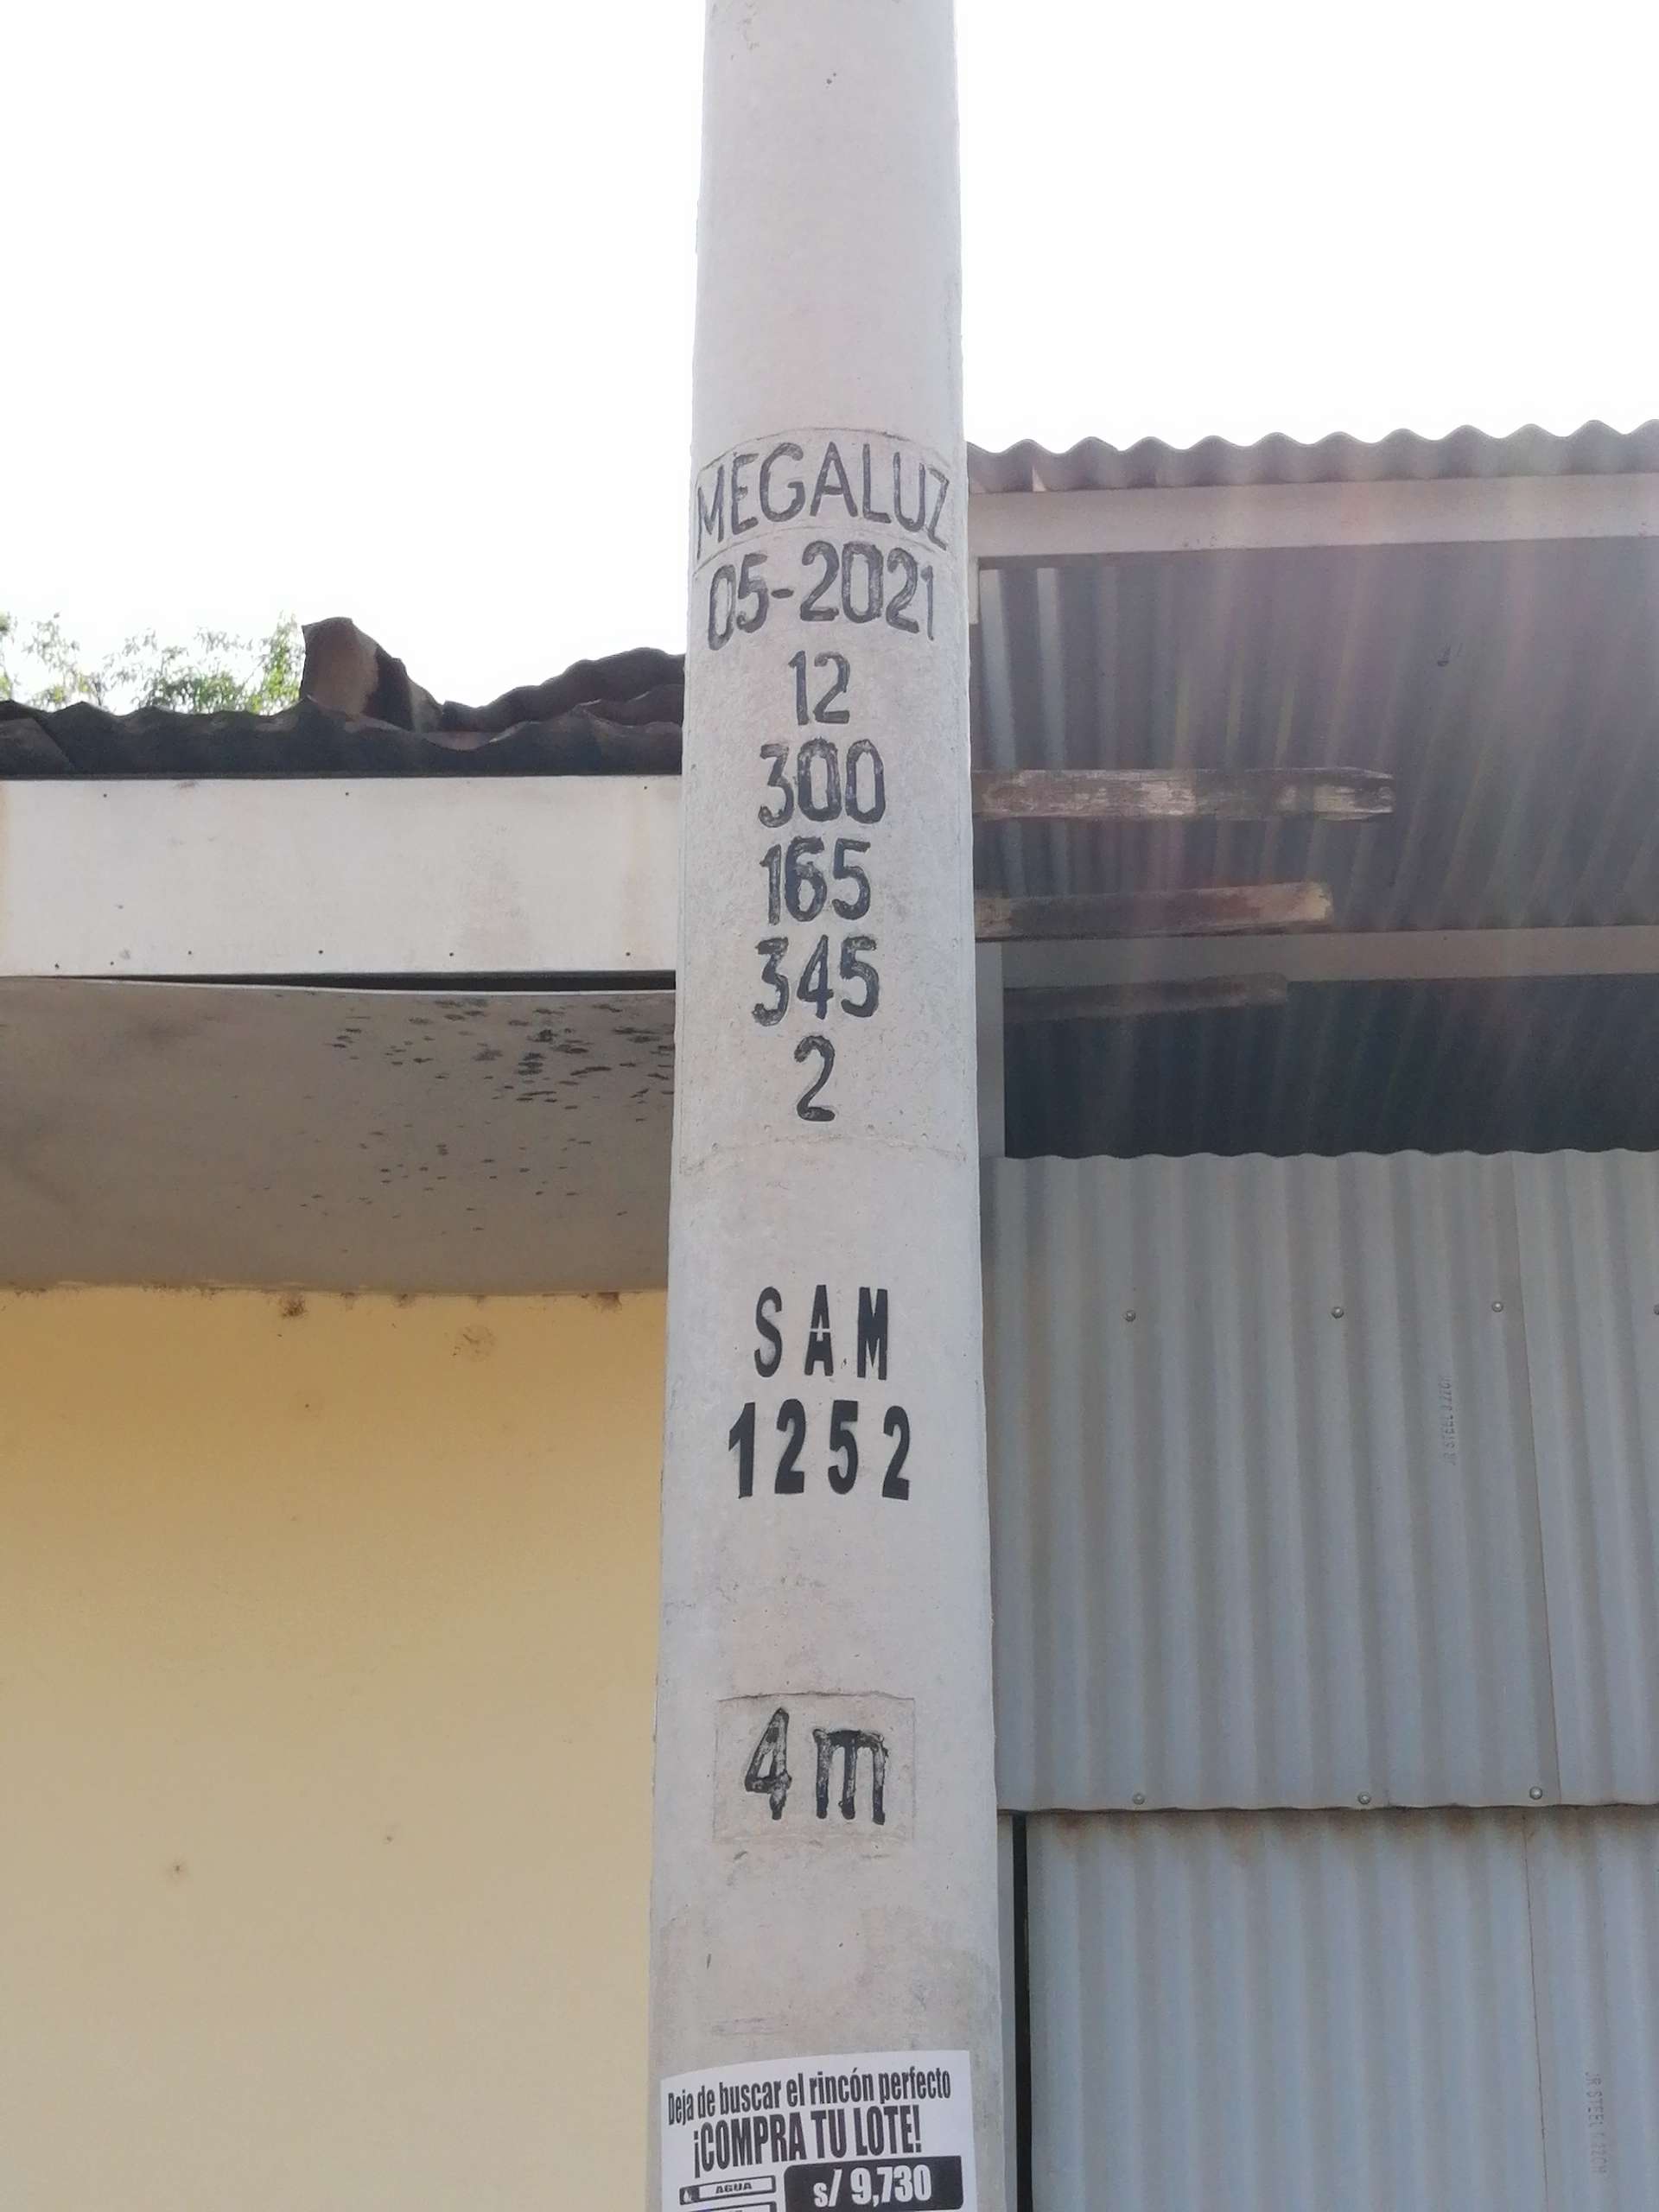 MEGALUZ
05-2021
12
300
165
345
2
SAM
1252
4m
Deja de buscar el rincón perfecto
¡COMPRA TU LOTE!
AGUA
s/ 9,730